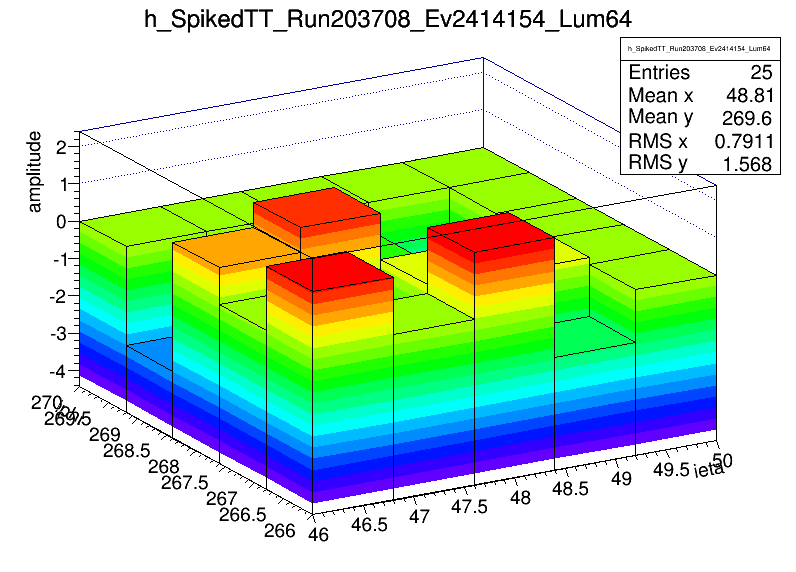 h_SpikedTT_Run203708_Ev2414154_Lum64
h_SpikedTT_Run203708_Ev2414154_Lum64
Entries 25
Mean x 48.81
Mean y 269.6
RMS x 0.7911
RMS y 1.568
amplitude
2
1
0
-1
-2
-3
-4
270
269.5
269
268.5
268
267.5
267
266.5
266
46
46.5
47
47.5
48
48.5
49
49.5
50
ieta